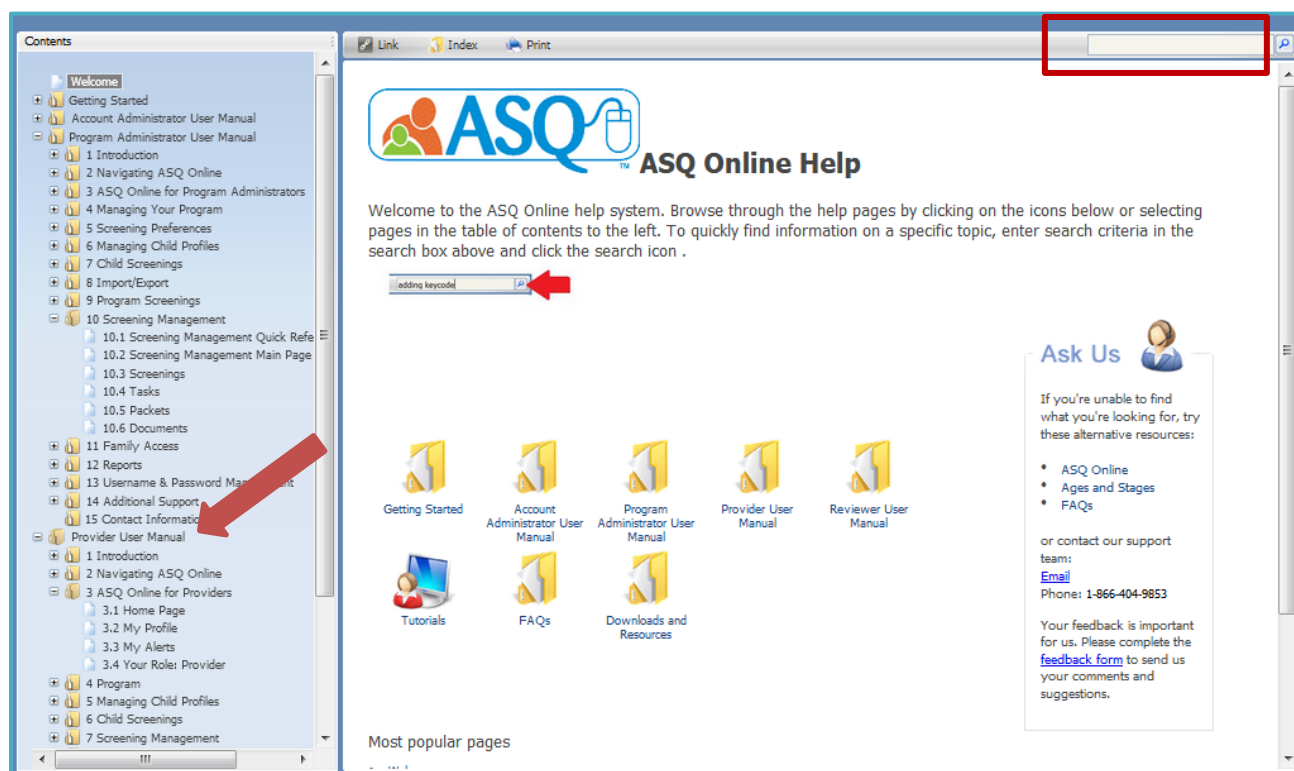 Contents
Welcome
Getting Started
Account Administrator User Manual
Program Administrator User Manual
1 Introduction
2 Navigating ASQ Online
3 ASQ Online for Program Administrators
4 Managing Your Program
5 Screening Preferences
6 Managing Child Profiles
7 Child Screenings
8 Import/Export
9 Program Screenings
10 Screening Management
10.1 Screening Management Quick Refe
10.2 Screening Management Main Page
10.3 Screenings
10.4 Tasks
10.5 Packets
10.6 Documents
11 Family Access
12 Reports
13 Username & Password
14 Additional Support
15 Contact
Provider User Manual
1 Introduction
2 Navigating ASQ Online
3 ASQ Online for Providers
3.1 Home Page
3.2 My Profile
3.3 My Alerts
3.4 Your Role: Provider
4 Program
5 Managing Child Profiles
6 Child Screenings
7 Screening Management
Link Index Print
ASQ TM
ASQ Online Help
Welcome to the ASQ Online help system. Browse through the help pages by clicking on the icons below or selecting
pages in the table of contents to the left. To quickly find information on a specific topic, enter search criteria in the
search box above and click the search icon .
adding keycode
Getting Started
Account
Administrator User
Manual
Program
Administrator User
Manual
Provider User
Manual
Reviewer User
Manual
Tutorials
FAQs
Downloads and
Resources
Ask Us
If you're unable to find
what you're looking for, try
these alternative resources:
• ASQ Online
• Ages and Stages
• FAQs
or contact our support
team:
Email
Phone: 1-866-404-9853
Your feedback is important
for us. Please complete the
feedback form to send us
your comments and
suggestions.
Most popular pages